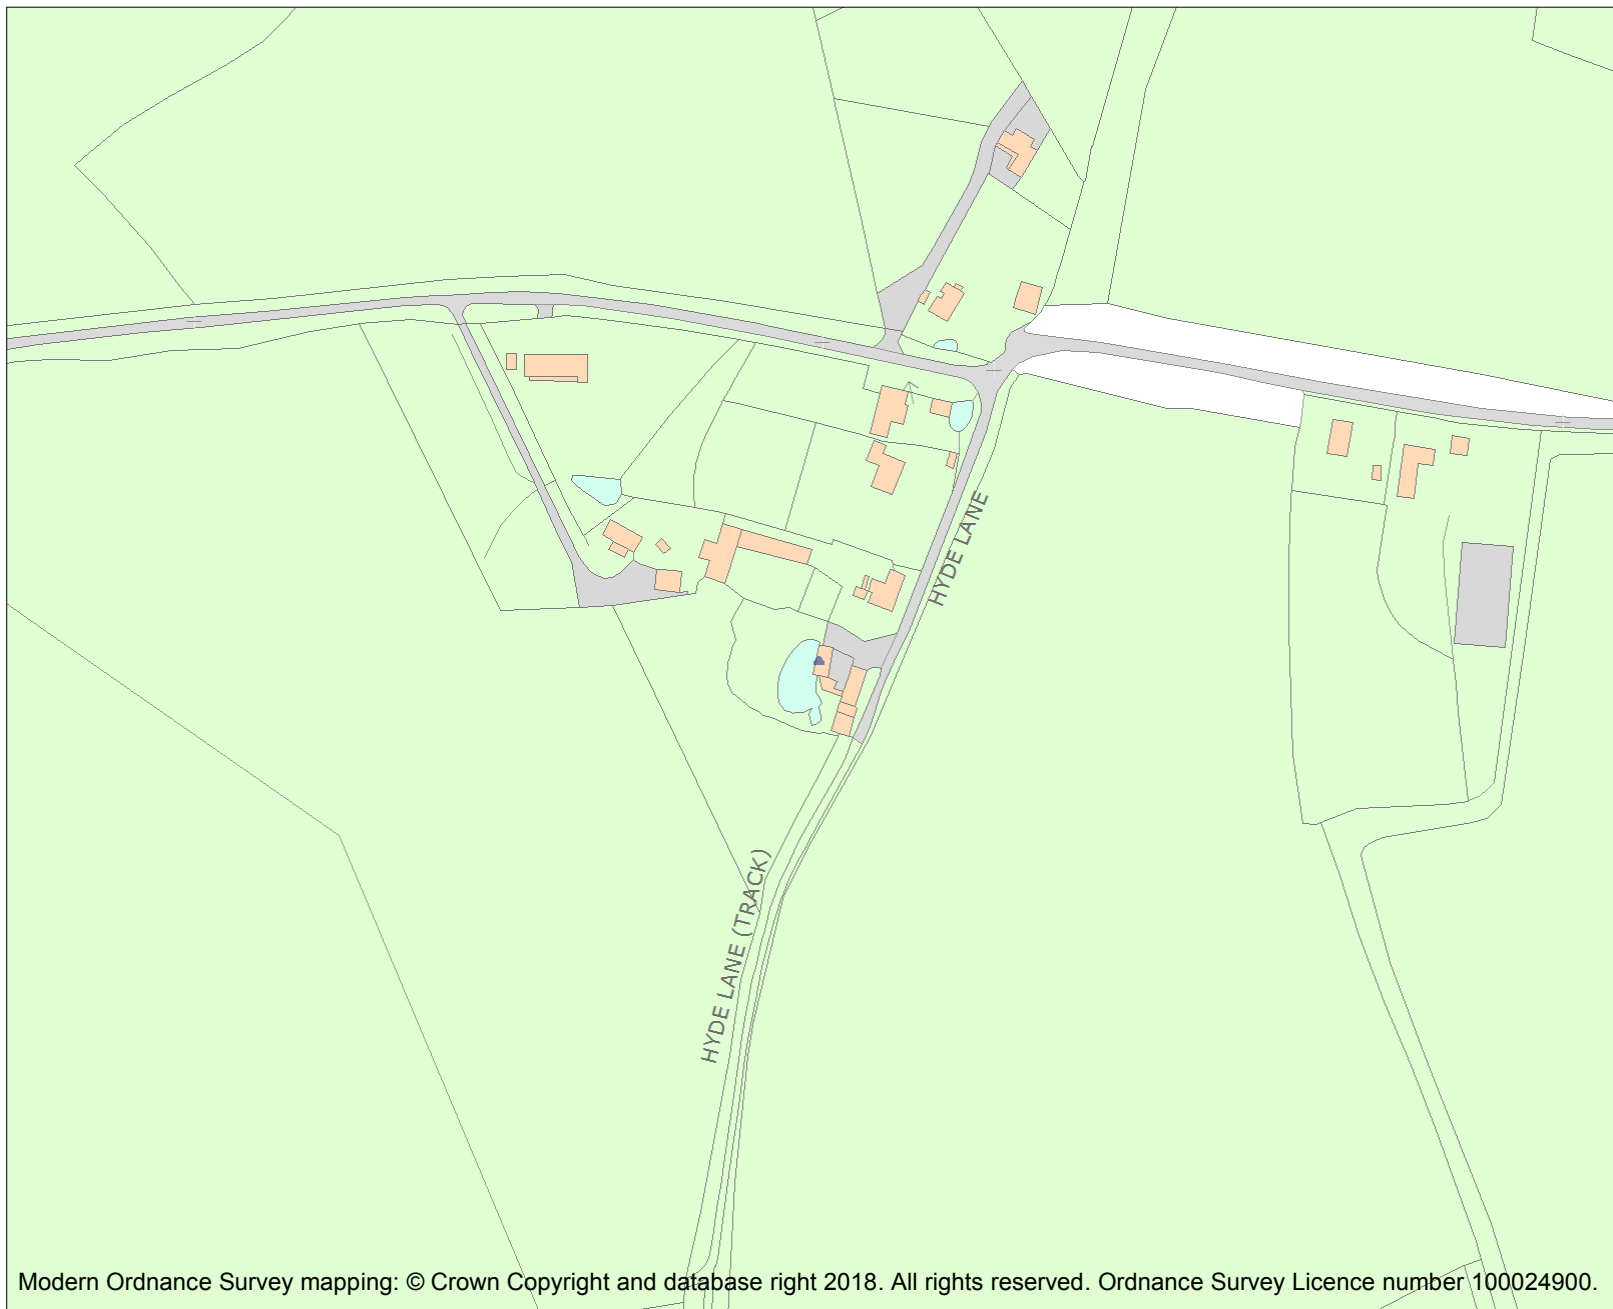 HYDE LANE
HYDE LANE (TRACK)
Modern Ordnance Survey mapping: © Crown Copyright and database right 2018. All rights reserved. Ordnance Survey Licence number 100024900.